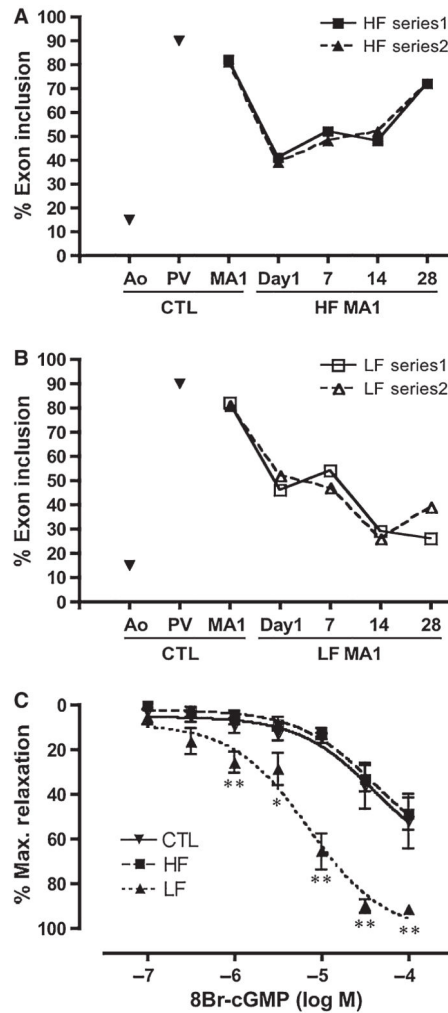 A
HF series1
HF series2
% Exon inclusion
100
90
80
70
60
50
40
30
20
10
0
Ao PV MA1 Day1 7 14 28
CTL HF MA1
B
LF series1
LF series2
% Exon inclusion
100
90
80
70
60
50
40
30
20
10
0
Ao PV MA1 Day1 7 14 28
CTL LF MA1
C
% Max. relaxation
0
20
40
60
80
100
**
*
**
**
**
CTL
HF
LF
–7 –6 –5 –4
8Br-cGMP (log M)